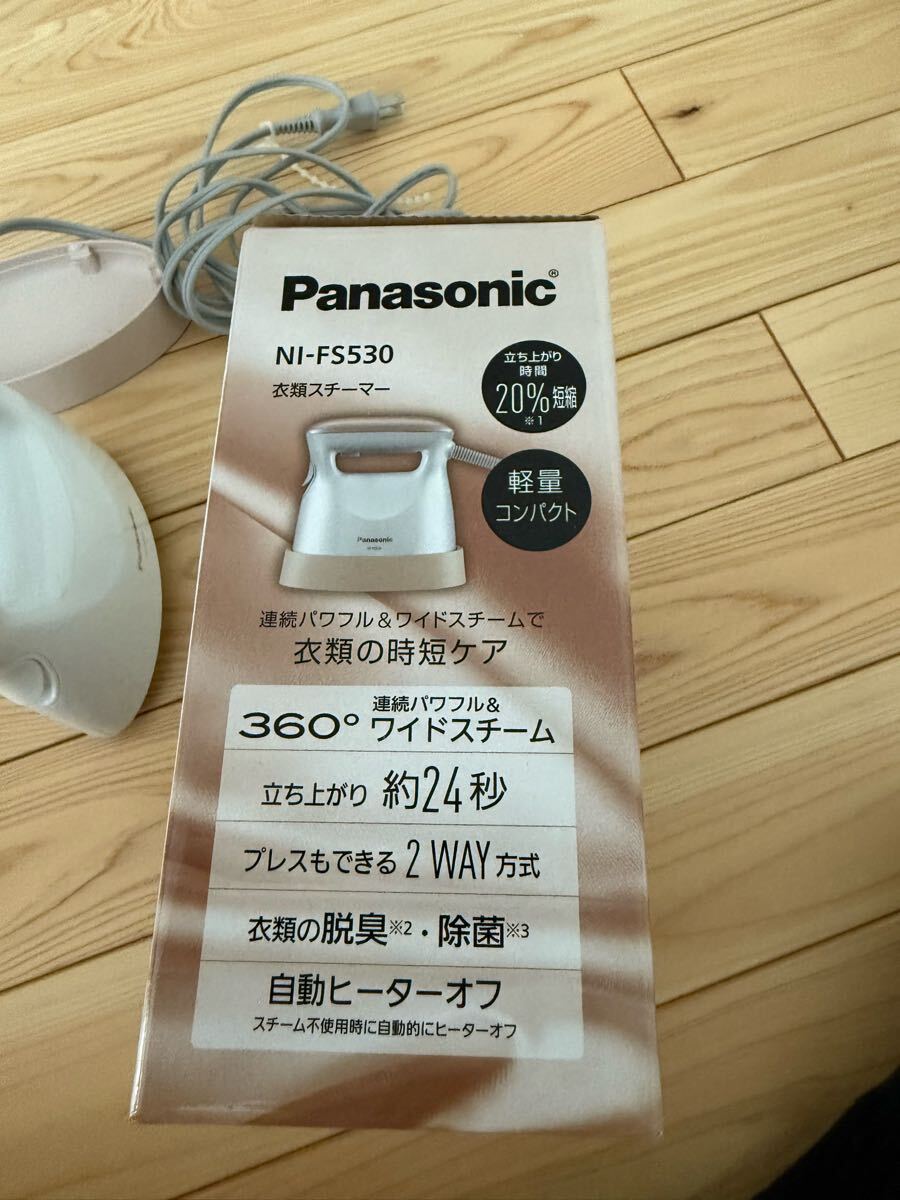 Panasonic®
NI-FS530
衣類スチーマー
立ち上がり
時間
20%短縮
※1
軽量
コンパクト
Panasonic
連続パワフル&ワイドスチームで
衣類の時短ケア
連続パワフル&
360° ワイドスチーム
立ち上がり 約24秒
プレスもできる 2 WAY 方式
衣類の脱臭※2・除菌※3
自動ヒーターオフ
スチーム不使用時に自動的にヒーターオフ